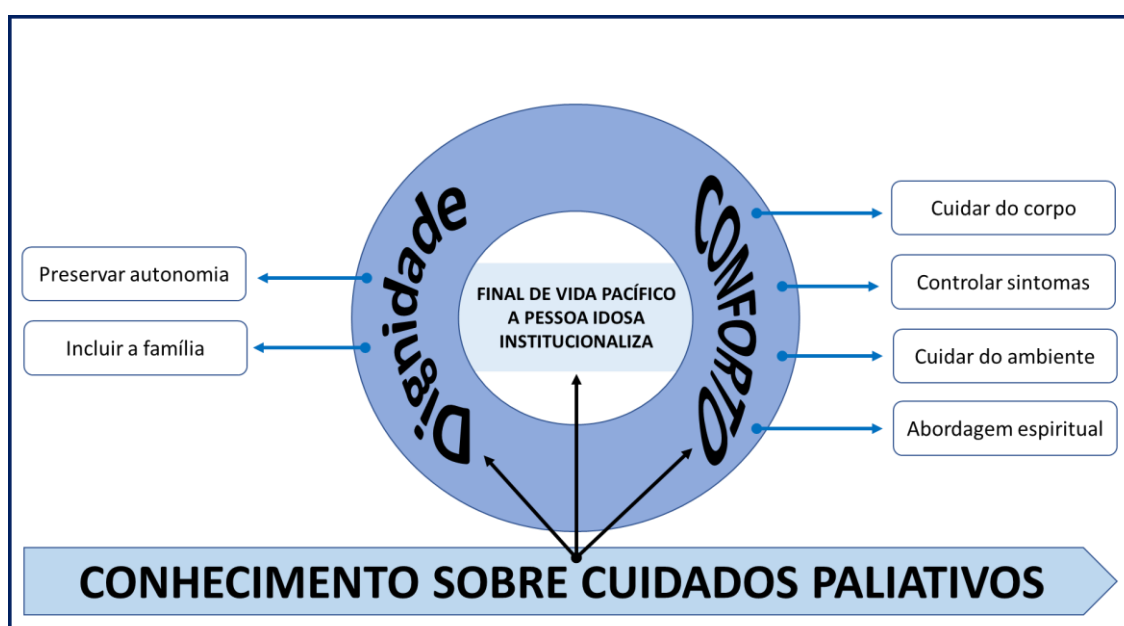 Dignidade
CONFORTO
Preservar autonomia
Incluir a família
FINAL DE VIDA PACÍFICO
A PESSOA IDOSA
INSTITUCIONALIZA
Cuidar do corpo
Controlar sintomas
Cuidar do ambiente
Abordagem espiritual
CONHECIMENTO SOBRE CUIDADOS PALIATIVOS